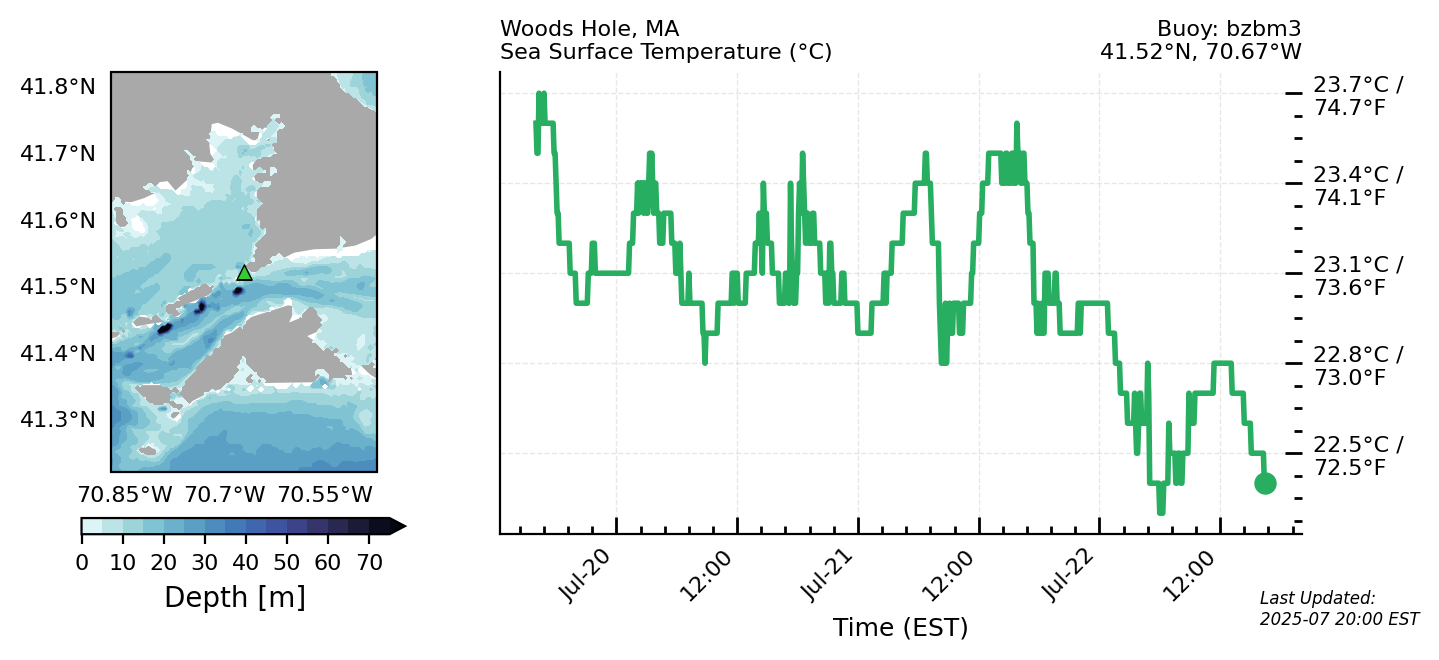 Woods Hole, MA
Sea Surface Temperature (°C)
Buoy: bzbm3
41.52°N, 70.67°W
41.8°N
41.7°N
41.6°N
41.5°N
41.4°N
41.3°N
70.85°W 70.7°W 70.55°W
0 10 20 30 40 50 60 70
Depth [m]
23.7°C /
74.7°F
23.4°C /
74.1°F
23.1°C /
73.6°F
22.8°C /
73.0°F
22.5°C /
72.5°F
Jul-20
12:00
Jul-21
12:00
Jul-22
12:00
Time (EST)
Last Updated:
2025-07 20:00 EST